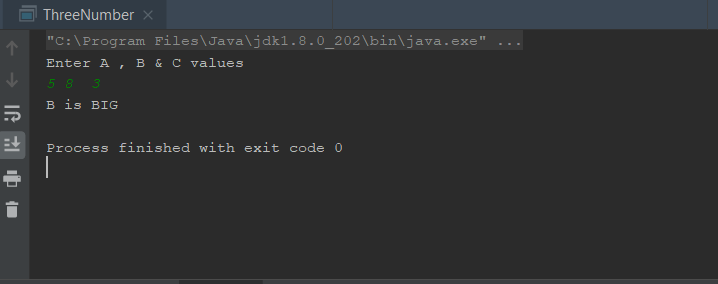 ThreeNumber
"C:\Program Files\Java\jdk1.8.0_202\bin\java.exe" ...
Enter A , B & C values
5 8  3
B is BIG
Process finished with exit code 0